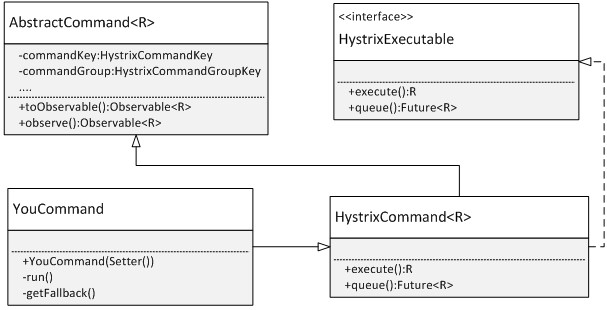 AbstractCommand<R>
-commandKey:HystrixCommandKey
-commandGroup:HystrixCommandGroupKey
....
+toObservable():Observable<R>
+observe():Observable<R>
<<interface>>
HystrixExecutable
+execute():R
+queue():Future<R>
YouCommand
+YouCommand(Setter())
-run()
-getFallback()
HystrixCommand<R>
+execute():R
+queue():Future<R>